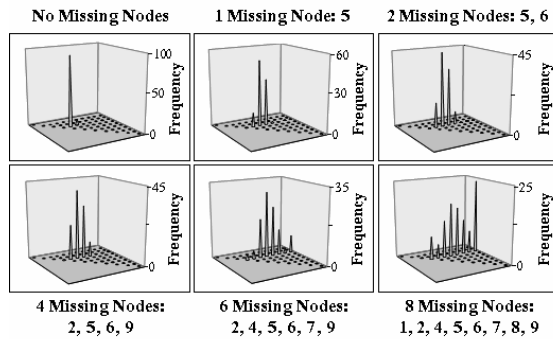 No Missing Nodes
1 Missing Node: 5
2 Missing Nodes: 5, 6
100
50
0
Frequency
60
30
0
Frequency
45
0
Frequency
45
0
Frequency
35
0
Frequency
25
0
Frequency
4 Missing Nodes:
2, 5, 6, 9
6 Missing Nodes:
2, 4, 5, 6, 7, 9
8 Missing Nodes:
1, 2, 4, 5, 6, 7, 8, 9